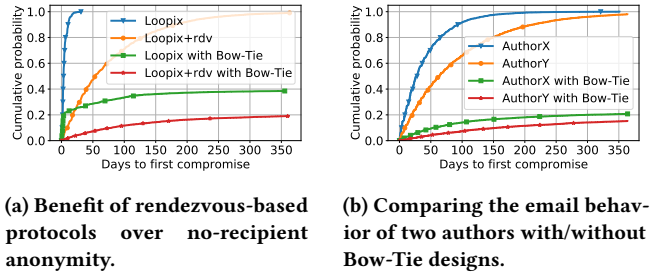 Cumulative probability
1.0
0.8
0.6
0.4
0.2
0.0
Loopix
Loopix+rdv
Loopix with Bow-Tie
Loopix+rdv with Bow-Tie
0 50 100 150 200 250 300 350
Days to first compromise
(a) Benefit of rendezvous-based
protocols over no-recipient
anonymity.
Cumulative probability
1.0
0.8
0.6
0.4
0.2
0.0
AuthorX
AuthorY
AuthorX with Bow-Tie
AuthorY with Bow-Tie
0 50 100 150 200 250 300 350
Days to first compromise
(b) Comparing the email behav-
ior of two authors with/without
Bow-Tie designs.